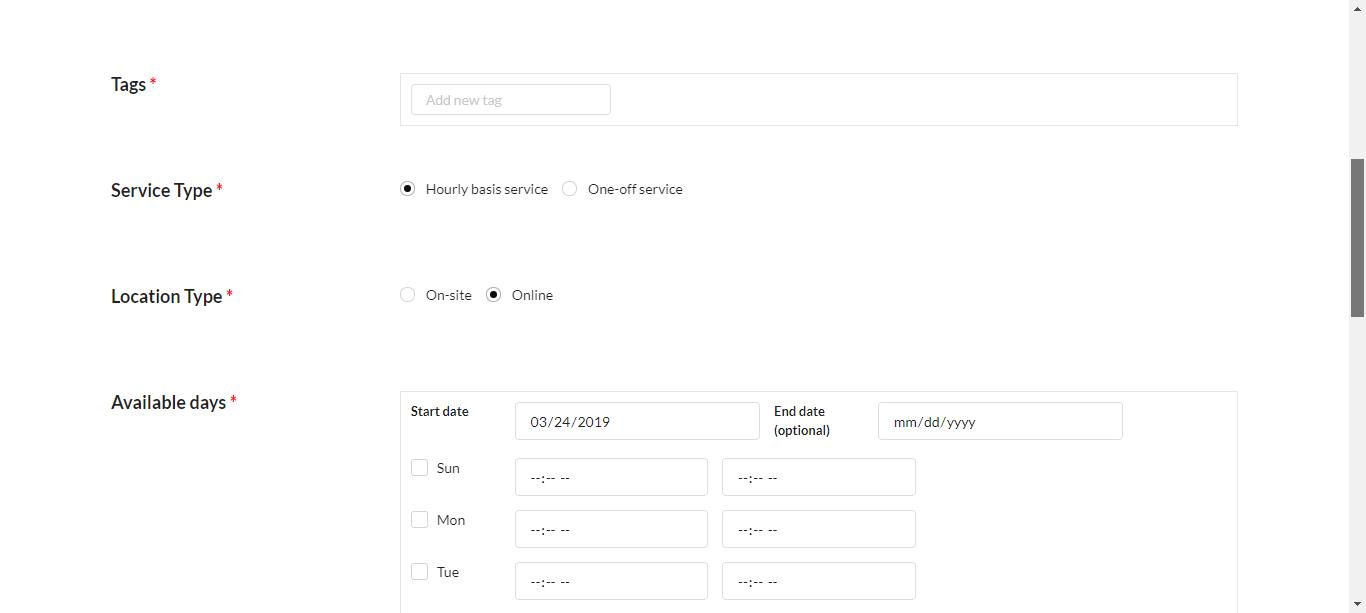 Tags *
Add new tag
Service Type *
Hourly basis service One-off service
Location Type *
On-site Online
Available days *
Start date 03/24/2019 End date (optional) mm/dd/yyyy
Sun --:-- -- --:-- --
Mon --:-- -- --:-- --
Tue --:-- -- --:-- --